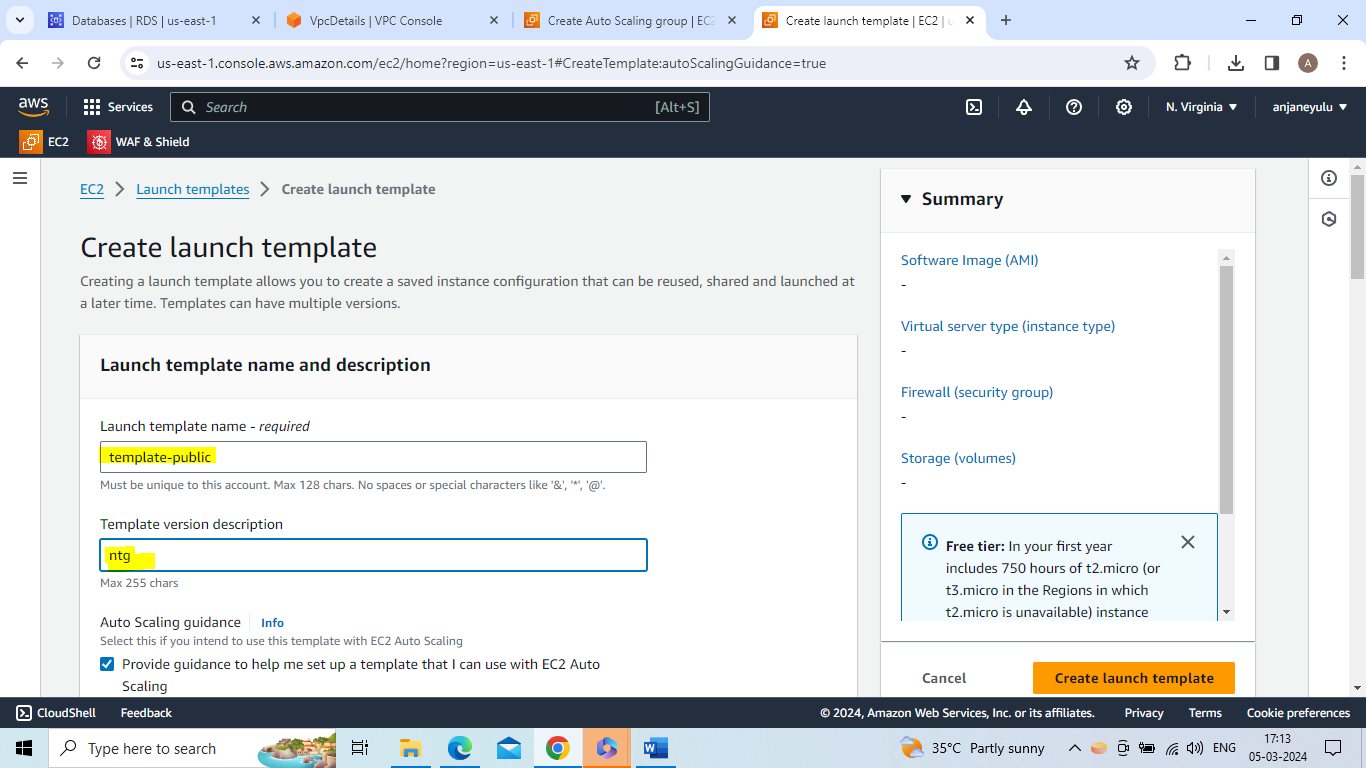 Databases | RDS | us-east-1
VpcDetails | VPC Console
Create Auto Scaling group | EC2
Create launch template | EC2 | u
us-east-1.console.aws.amazon.com/ec2/home?region=us-east-1#CreateTemplate:autoScalingGuidance=true
A
aws
Services
Search
[Alt+S]
N. Virginia
anjaneyulu
EC2
WAF & Shield
EC2
Launch templates
Create launch template
Create launch template
Creating a launch template allows you to create a saved instance configuration that can be reused, shared and launched at
a later time. Templates can have multiple versions.
Launch template name and description
Launch template name - required
template-public
Must be unique to this account. Max 128 chars. No spaces or special characters like '&', '*', '@'.
Template version description
ntg
Max 255 chars
Auto Scaling guidance
Info
Select this if you intend to use this template with EC2 Auto Scaling
Provide guidance to help me set up a template that I can use with EC2 Auto
Scaling
Summary
Software Image (AMI)
-
Virtual server type (instance type)
-
Firewall (security group)
-
Storage (volumes)
-
Free tier: In your first year
includes 750 hours of t2.micro (or
t3.micro in the Regions in which
t2.micro is unavailable) instance
Cancel
Create launch template
CloudShell
Feedback
© 2024, Amazon Web Services, Inc. or its affiliates.
Privacy
Terms
Cookie preferences
Type here to search
35°C Partly sunny
ENG
17:13
05-03-2024